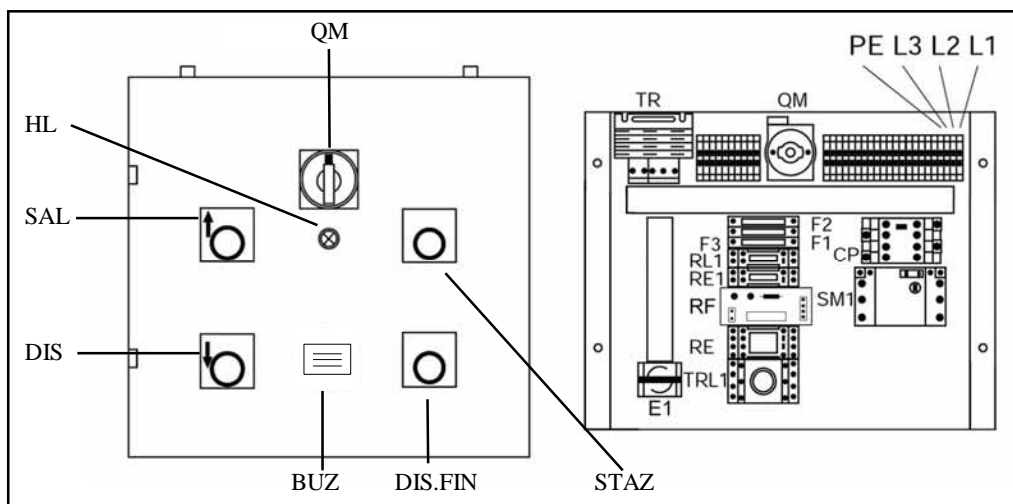 QM
HL
SAL
DIS
BUZ
DIS.FIN
STAZ
PE L3 L2 L1
TR
QM
F2
F3
F1
RL1
CP
RE1
RF
SM1
RE
TRL1
E1